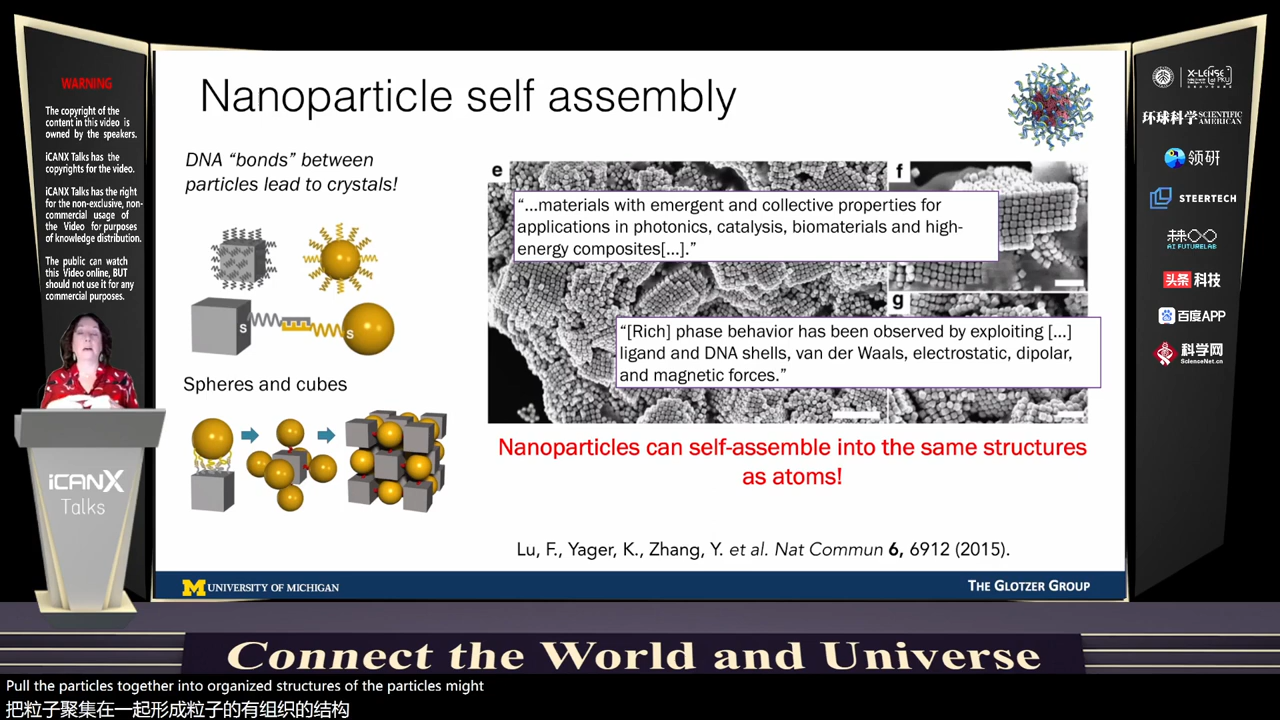 WARNING
The copyright of the
content in this video is
owned by the speakers.
iCANX Talks has the
copyrights for the video.
iCANX Talks has the right
for the non-exclusive, non-
commercial usage of
the Video for purposes
of knowledge distribution.
The public can watch
this Video online, BUT
should not use it for any
commercial purposes.
iCANX
Talks
Nanoparticle self assembly
DNA “bonds” between
particles lead to crystals!
S
S
Spheres and cubes
e
f
g
“...materials with emergent and collective properties for
applications in photonics, catalysis, biomaterials and high-
energy composites[...].”
“[Rich] phase behavior has been observed by exploiting [...]
ligand and DNA shells, van der Waals, electrostatic, dipolar,
and magnetic forces.”
Nanoparticles can self-assemble into the same structures
as atoms!
Lu, F., Yager, K., Zhang, Y. et al. Nat Commun 6, 6912 (2015).
M UNIVERSITY OF MICHIGAN
THE GLOTZER GROUP
X-LENSE
环球科学 SCIENTIFIC AMERICAN
领研
STEERTECH
AI FUTURELAB
头条 科技
百度APP
科学网
ScienceNet.cn
Connect the World and Universe
Pull the particles together into organized structures of the particles might
把粒子聚集在一起形成粒子的有组织的结构